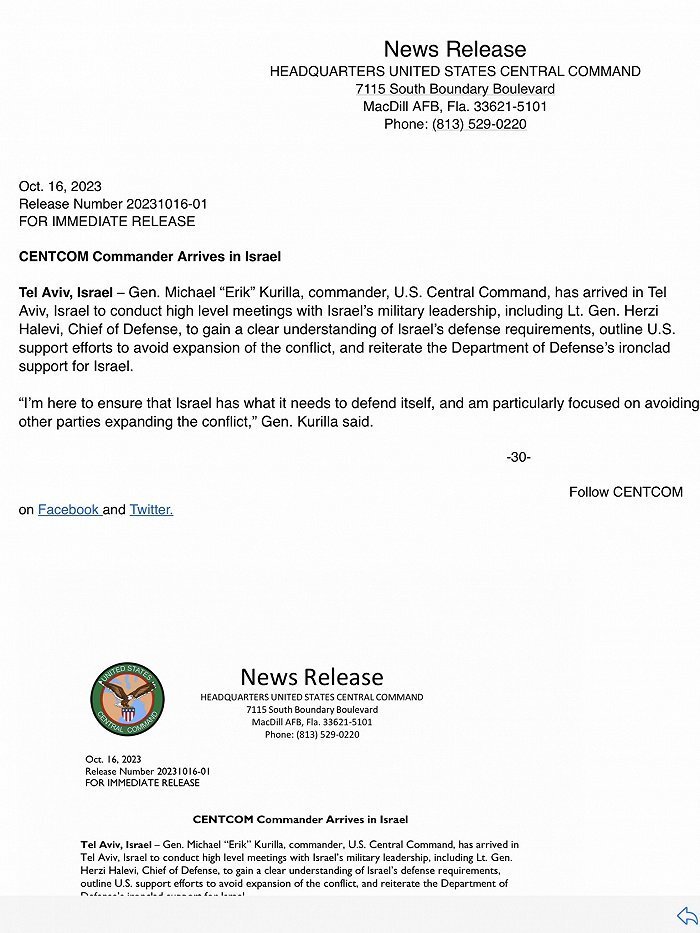 News Release
HEADQUARTERS UNITED STATES CENTRAL COMMAND
7115 South Boundary Boulevard
MacDill AFB, Fla. 33621-5101
Phone: (813) 529-0220
Oct. 16, 2023
Release Number 20231016-01
FOR IMMEDIATE RELEASE
CENTCOM Commander Arrives in Israel
Tel Aviv, Israel – Gen. Michael “Erik” Kurilla, commander, U.S. Central Command, has arrived in Tel
Aviv, Israel to conduct high level meetings with Israel’s military leadership, including Lt. Gen. Herzi
Halevi, Chief of Defense, to gain a clear understanding of Israel’s defense requirements, outline U.S.
support efforts to avoid expansion of the conflict, and reiterate the Department of Defense’s ironclad
support for Israel.
“I’m here to ensure that Israel has what it needs to defend itself, and am particularly focused on avoiding
other parties expanding the conflict,” Gen. Kurilla said.
-30-
Follow CENTCOM
on Facebook and Twitter.
UNITED STATES
CENTRAL COMMAND
News Release
HEADQUARTERS UNITED STATES CENTRAL COMMAND
7115 South Boundary Boulevard
MacDill AFB, Fla. 33621-5101
Phone: (813) 529-0220
Oct. 16, 2023
Release Number 20231016-01
FOR IMMEDIATE RELEASE
CENTCOM Commander Arrives in Israel
Tel Aviv, Israel – Gen. Michael “Erik” Kurilla, commander, U.S. Central Command, has arrived in
Tel Aviv, Israel to conduct high level meetings with Israel’s military leadership, including Lt. Gen.
Herzi Halevi, Chief of Defense, to gain a clear understanding of Israel’s defense requirements,
outline U.S. support efforts to avoid expansion of the conflict, and reiterate the Department of
Defense’s ironclad support for Israel.